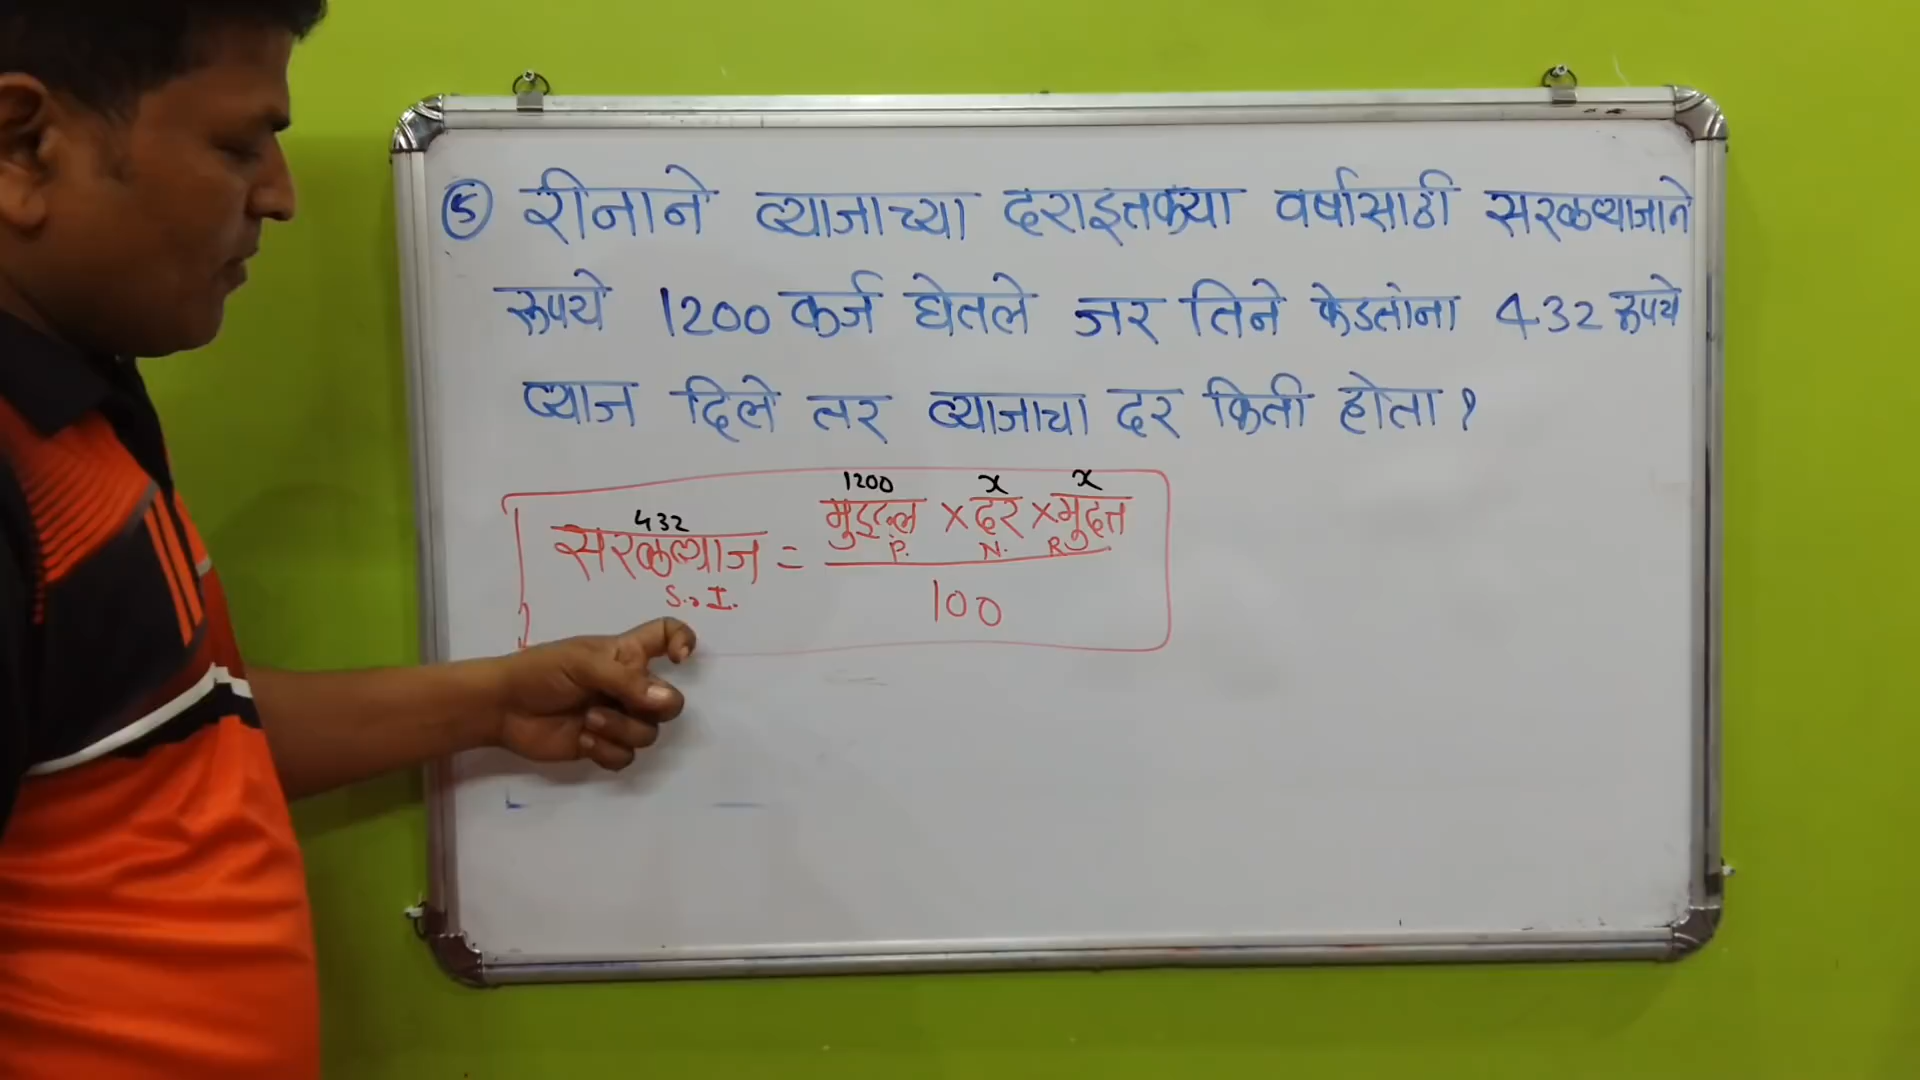 5 रीनाने व्याजाच्या दराइतक्या वर्षासाठी सरळव्याजाने
रूपये 1200 कर्ज घेतले जर तिने फेडतांना 432 रूपये
व्याज दिले तर व्याजाचा दर किती होता?
1200 x x
432 मुद्दल × दर × मुदत
सरळव्याज = P. N. R
S.I. 100